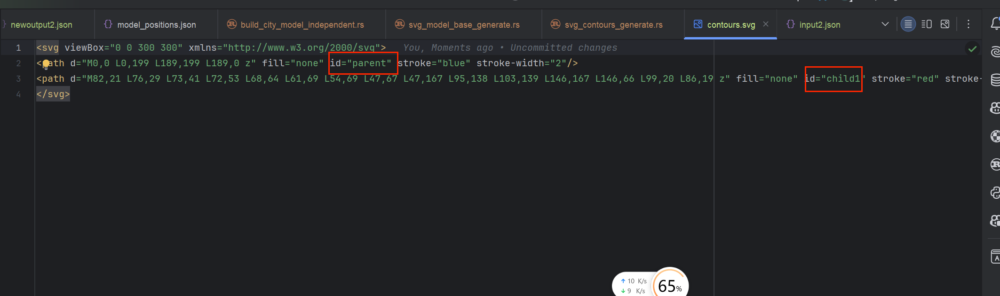 newoutput2.json model_positions.json build_city_model_independent.rs svg_model_base_generate.rs svg_contours_generate.rs contours.svg input2.json
1 <svg viewBox="0 0 300 300" xmlns="http://www.w3.org/2000/svg"> You, Moments ago • Uncommitted changes
2 <path d="M0,0 L0,199 L189,199 L189,0 z" fill="none" id="parent" stroke="blue" stroke-width="2"/>
3 <path d="M82,21 L76,29 L73,41 L72,53 L68,64 L61,69 L54,69 L47,67 L47,167 L95,138 L103,139 L146,167 L146,66 L99,20 L86,19 z" fill="none" id="child1" stroke="red" stroke-
4 </svg>
↑ 10 K/s
↓ 9 K/s
65%